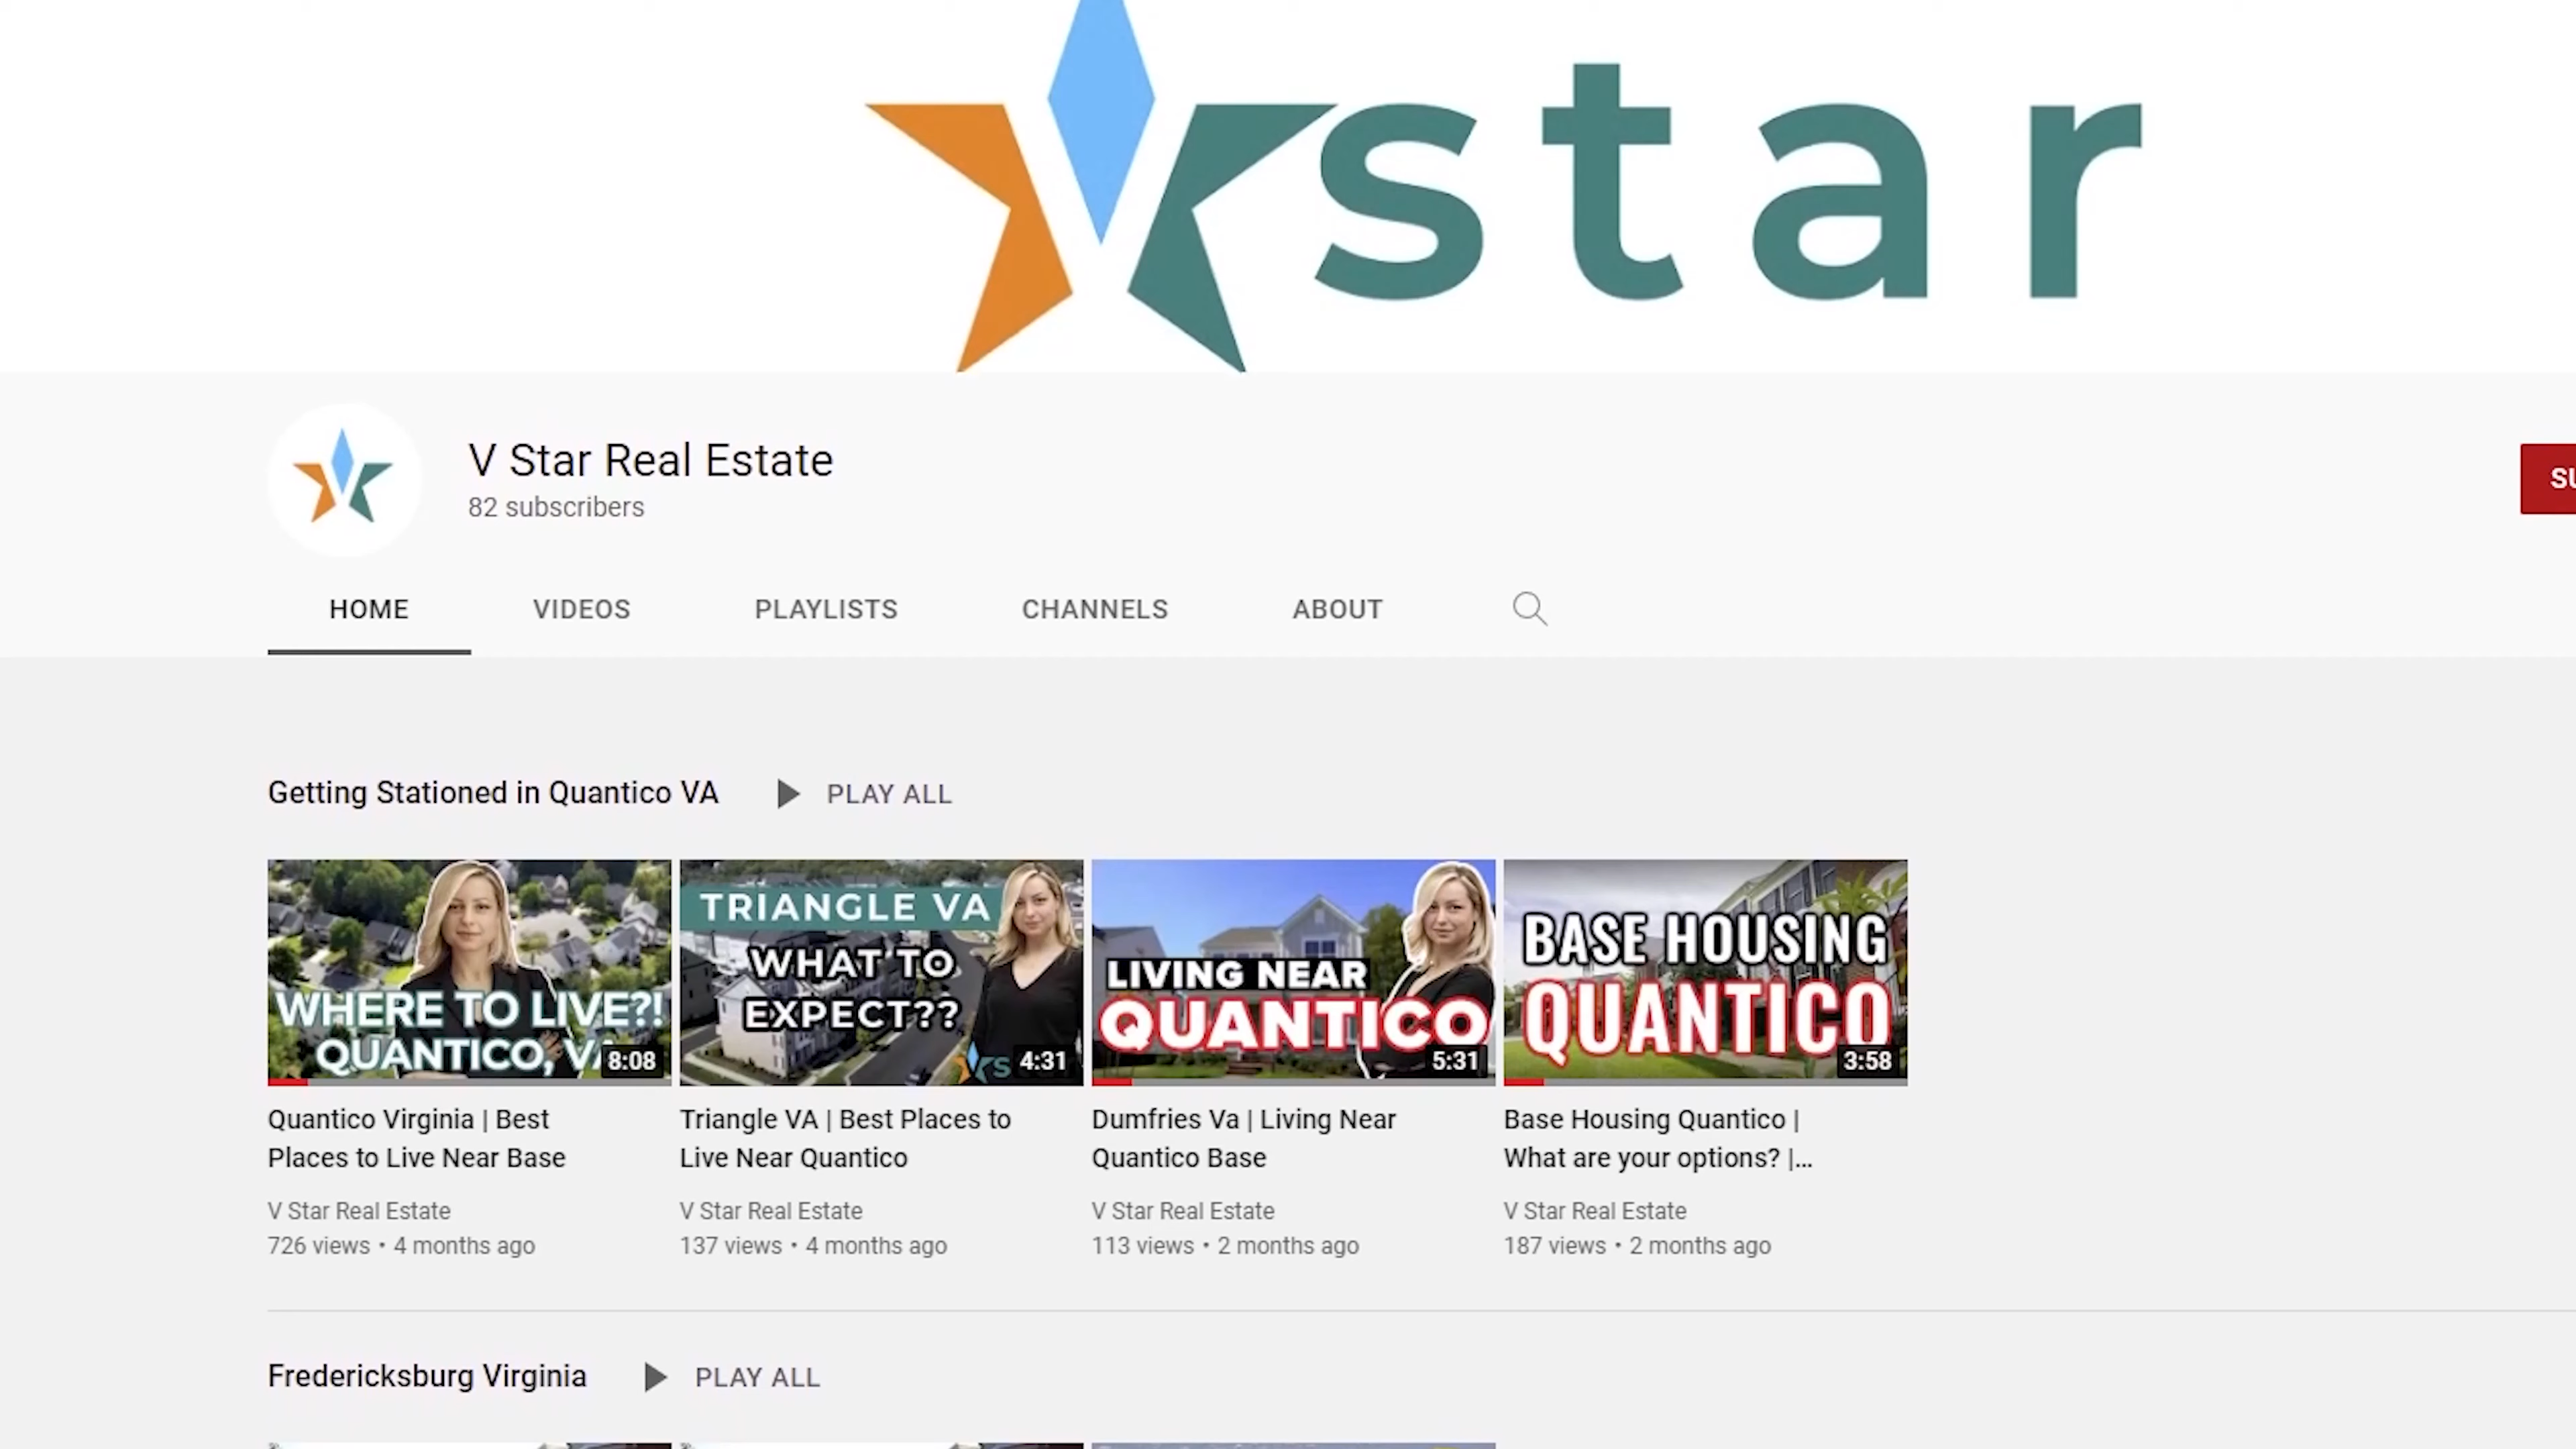 star
V Star Real Estate
82 subscribers
HOME
VIDEOS
PLAYLISTS
CHANNELS
ABOUT
Getting Stationed in Quantico VA
PLAY ALL
WHERE TO LIVE?!
QUANTICO, VA
8:08
Quantico Virginia | Best
Places to Live Near Base
V Star Real Estate
726 views • 4 months ago
TRIANGLE VA
WHAT TO
EXPECT??
4:31
Triangle VA | Best Places to
Live Near Quantico
V Star Real Estate
137 views • 4 months ago
LIVING NEAR
QUANTICO
5:31
Dumfries Va | Living Near
Quantico Base
V Star Real Estate
113 views • 2 months ago
BASE HOUSING
QUANTICO
3:58
Base Housing Quantico |
What are your options? |...
V Star Real Estate
187 views • 2 months ago
Fredericksburg Virginia
PLAY ALL